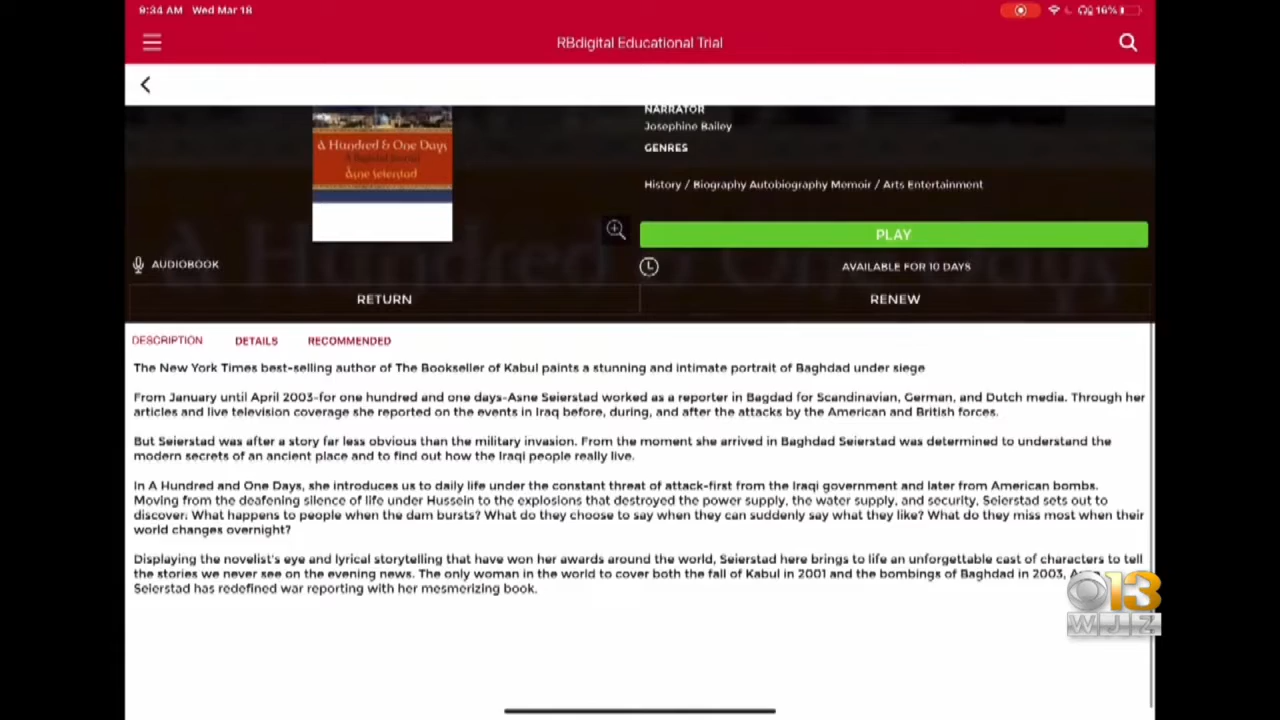 9:34 AM Wed Mar 18
16%
RBdigital Educational Trial
NARRATOR
Josephine Bailey
GENRES
A Hundred & One Days
A Baghdad Journal
Åsne Seierstad
History / Biography Autobiography Memoir / Arts Entertainment
PLAY
AUDIOBOOK
AVAILABLE FOR 10 DAYS
RETURN
RENEW
DESCRIPTION DETAILS RECOMMENDED
The New York Times best-selling author of The Bookseller of Kabul paints a stunning and intimate portrait of Baghdad under siege
From January until April 2003-for one hundred and one days-Asne Seierstad worked as a reporter in Bagdad for Scandinavian, German, and Dutch media. Through her
articles and live television coverage she reported on the events in Iraq before, during, and after the attacks by the American and British forces.
But Seierstad was after a story far less obvious than the military invasion. From the moment she arrived in Baghdad Seierstad was determined to understand the
modern secrets of an ancient place and to find out how the Iraqi people really live.
In A Hundred and One Days, she introduces us to daily life under the constant threat of attack-first from the Iraqi government and later from American bombs.
Moving from the deafening silence of life under Hussein to the explosions that destroyed the power supply, the water supply, and security, Seierstad sets out to
discover: What happens to people when the dam bursts? What do they choose to say when they can suddenly say what they like? What do they miss most when their
world changes overnight?
Displaying the novelist's eye and lyrical storytelling that have won her awards around the world, Seierstad here brings to life an unforgettable cast of characters to tell
the stories we never see on the evening news. The only woman in the world to cover both the fall of Kabul in 2001 and the bombings of Baghdad in 2003,
Seierstad has redefined war reporting with her mesmerizing book.
13
WJZ